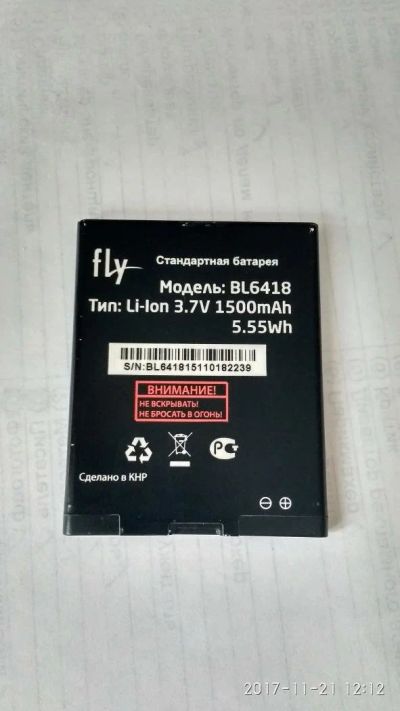 fly
Стандартная батарея
Модель: BL6418
Тип: Li-Ion 3.7V 1500mAh
5.55Wh
S/N:BL641815110182239
ВНИМАНИЕ!
НЕ ВСКРЫВАТЬ!
НЕ БРОСАТЬ В ОГОНЬ!
РС
Сделано в КНР
2017-11-21 12:12